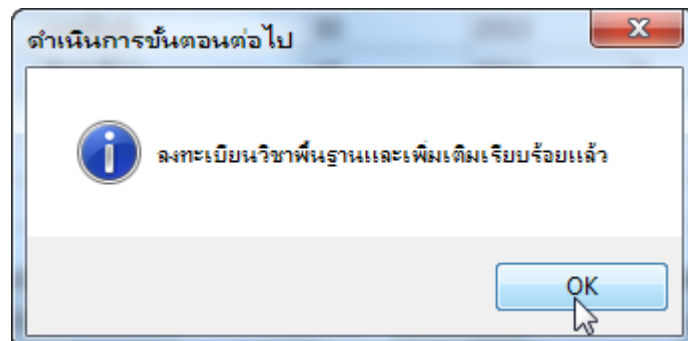 ดำเนินการขั้นตอนต่อไป
ลงทะเบียนวิชาพื้นฐานและเพิ่มเติมเรียบร้อยแล้ว
OK